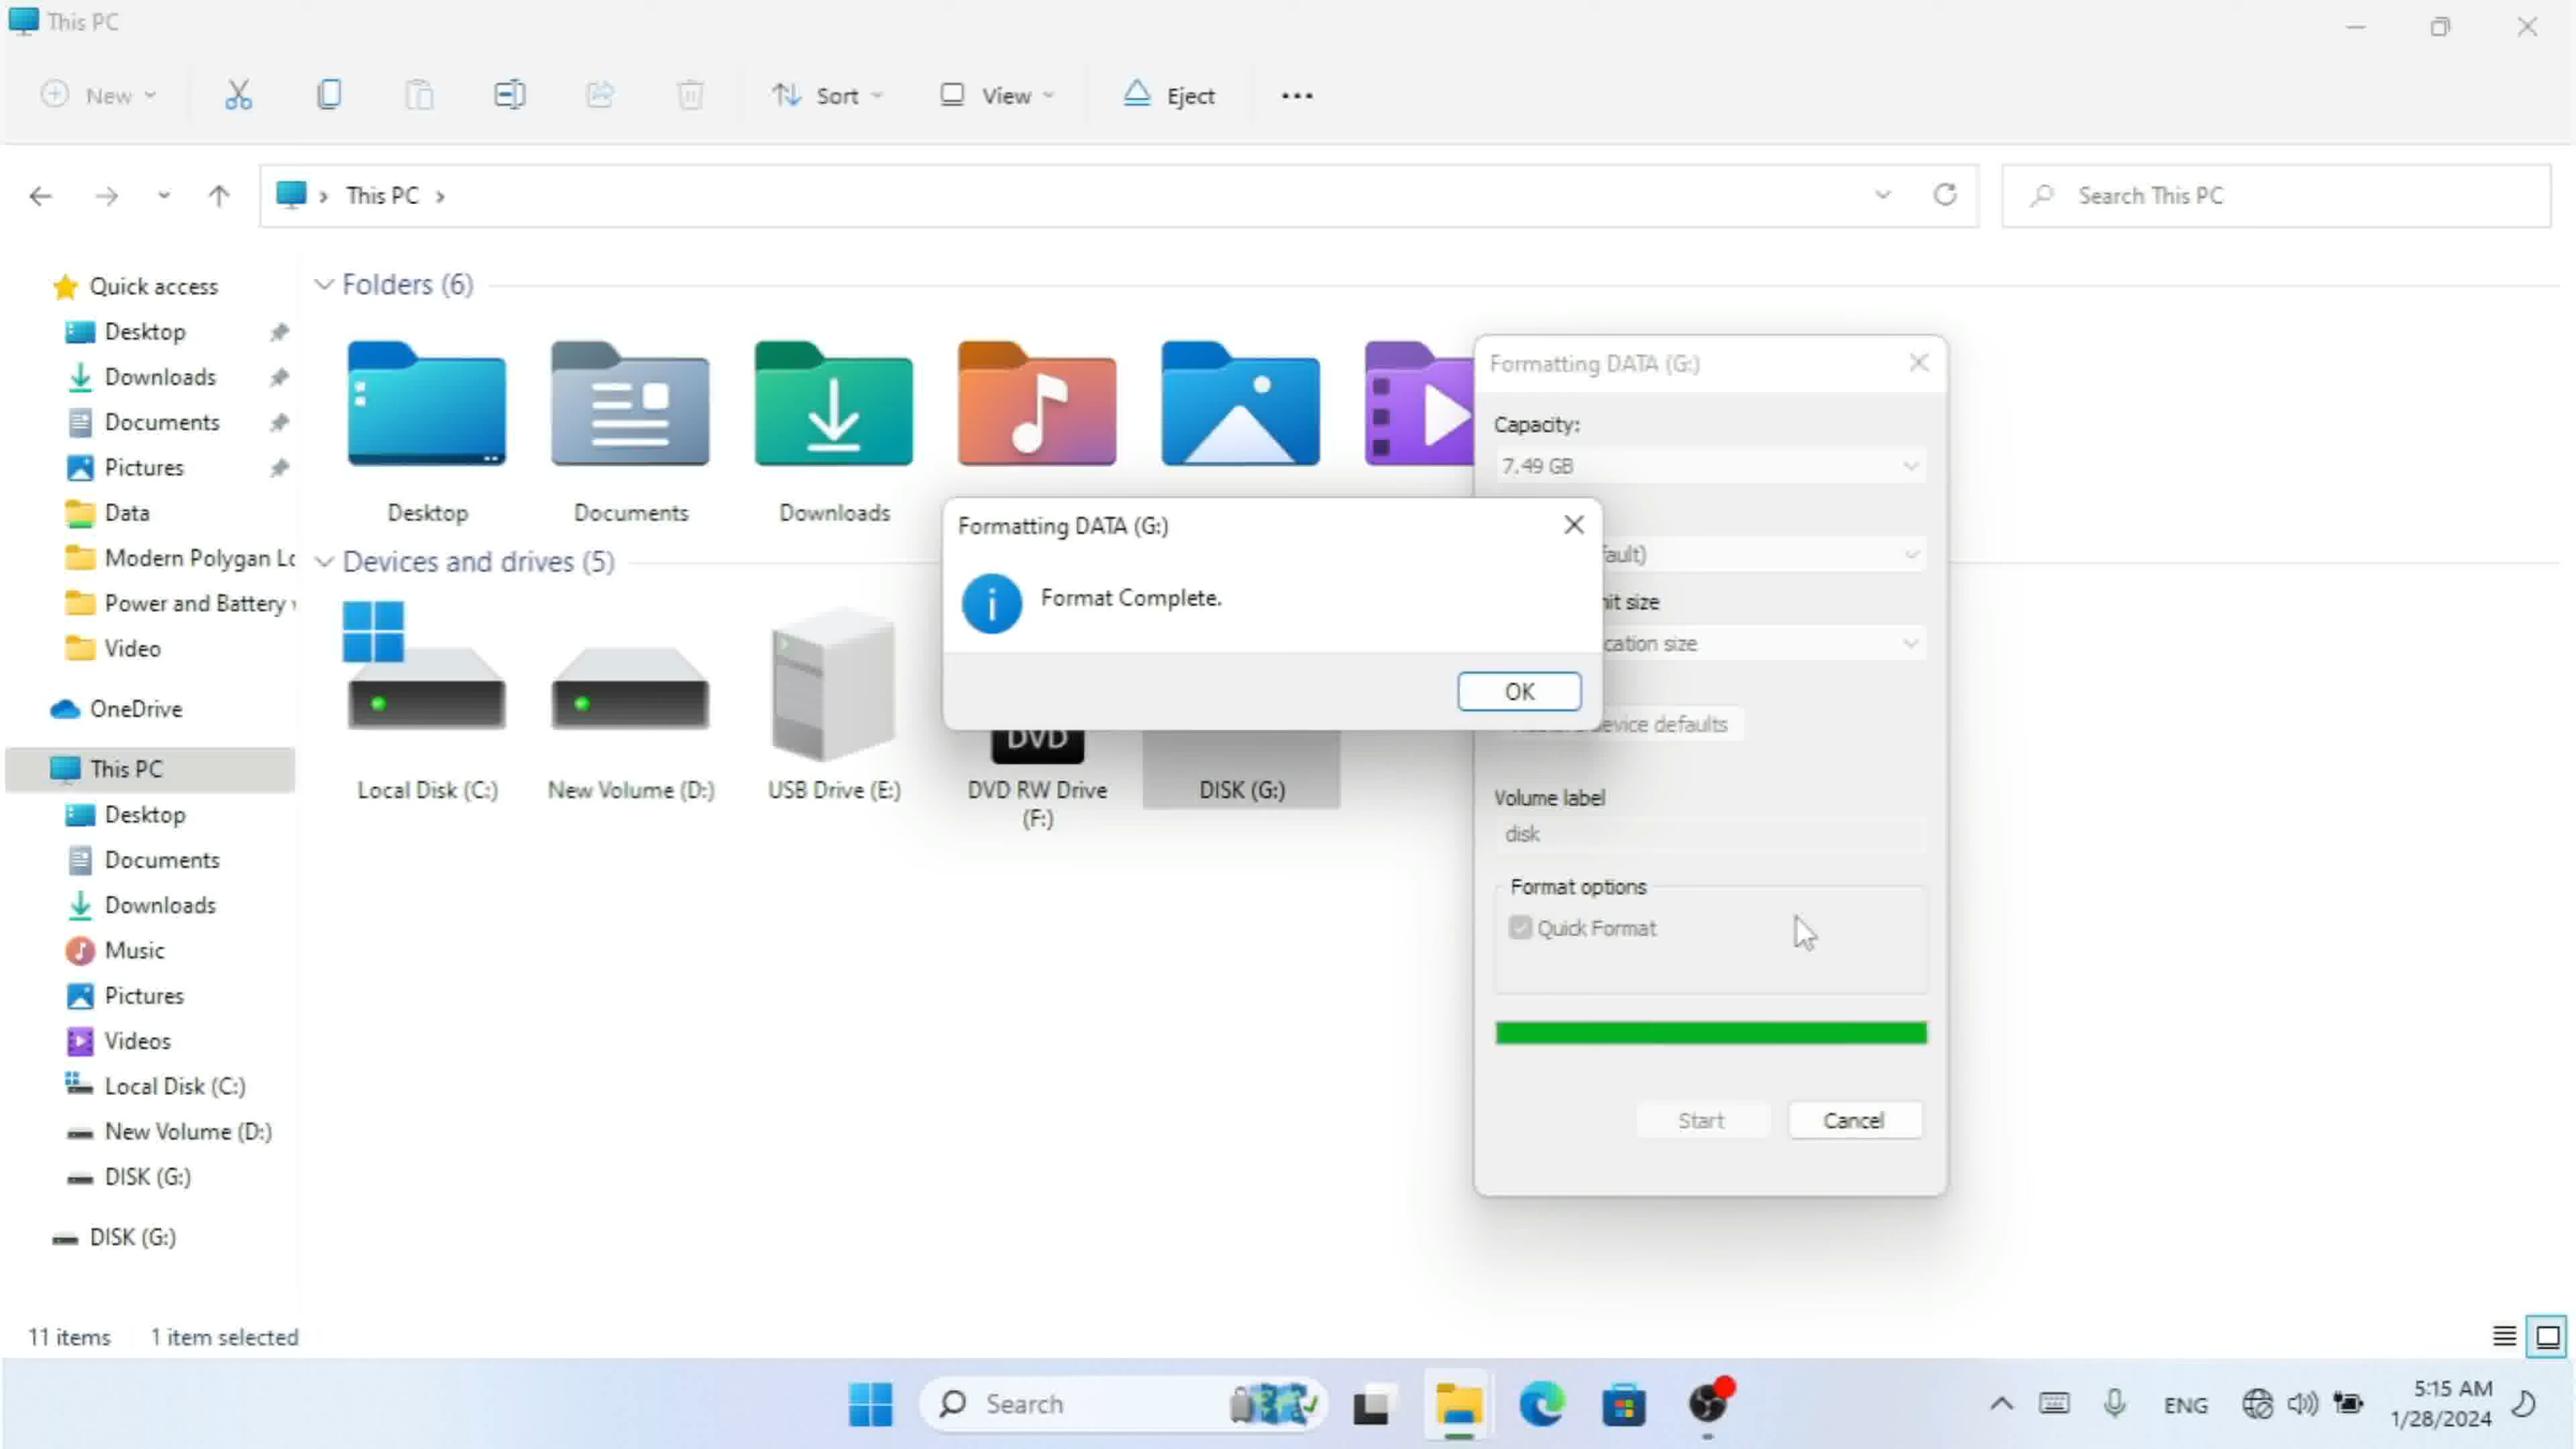 This PC
New
Sort
View
Eject
This PC
Search This PC
Quick access
Desktop
Downloads
Documents
Pictures
Data
Modern Polygan Lo
Power and Battery
Video
OneDrive
This PC
Desktop
Documents
Downloads
Music
Pictures
Videos
Local Disk (C:)
New Volume (D:)
DISK (G:)
DISK (G:)
Folders (6)
Desktop
Documents
Downloads
Devices and drives (5)
Local Disk (C:)
New Volume (D:)
USB Drive (E:)
DVD
DVD RW Drive
(F:)
DISK (G:)
Formatting DATA (G:)
Format Complete.
OK
Formatting DATA (G:)
Capacity:
7.49 GB
fault)
nit size
cation size
device defaults
Volume label
disk
Format options
Quick Format
Start
Cancel
11 items
1 item selected
Search
ENG
5:15 AM
1/28/2024